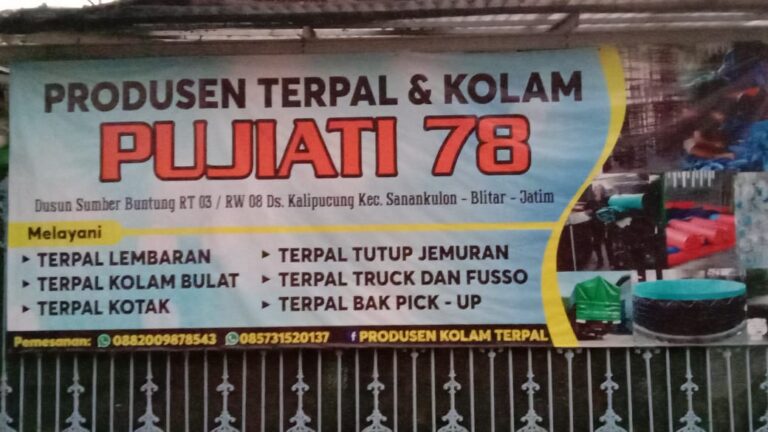 PRODUSEN TERPAL & KOLAM
PUJIATI 78
Dusun Sumber Buntung RT 03 / RW 08 Ds. Kalipucung Kec. Sanankulon - Blitar - Jatim
Melayani
▸ TERPAL LEMBARAN
▸ TERPAL KOLAM BULAT
▸ TERPAL KOTAK
▸ TERPAL TUTUP JEMURAN
▸ TERPAL TRUCK DAN FUSSO
▸ TERPAL BAK PICK - UP
Pemesanan: 0882009878543 085731520137 f PRODUSEN KOLAM TERPAL